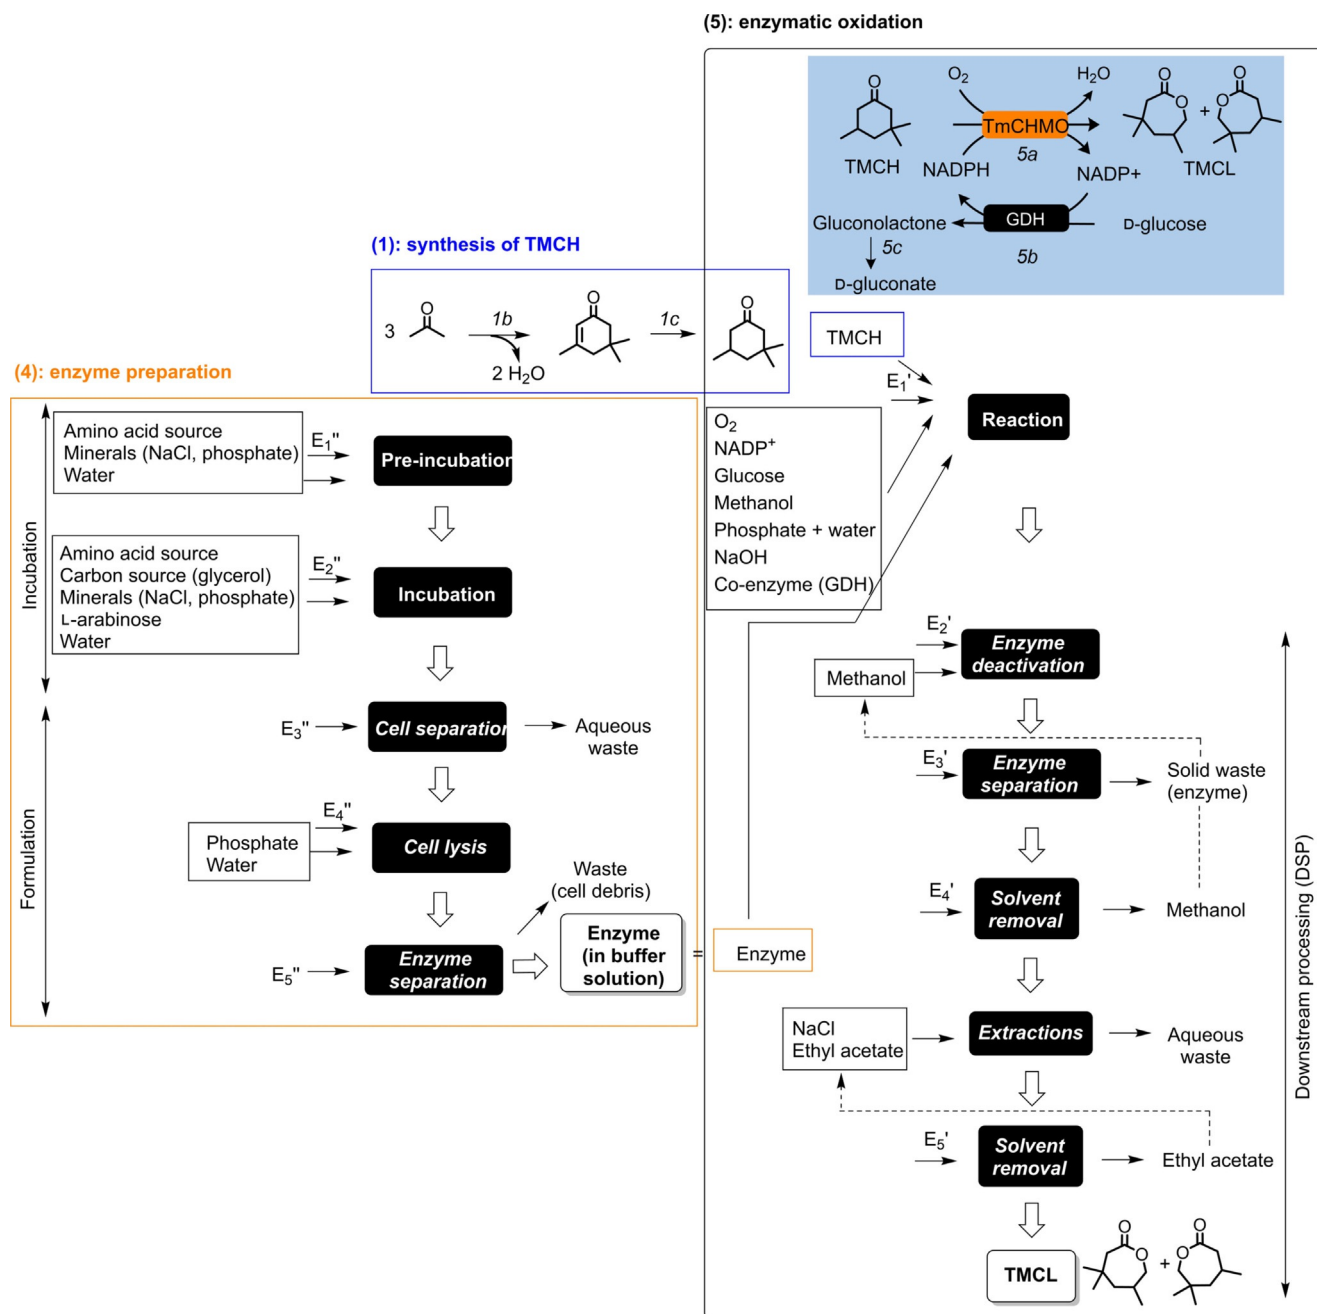 (5): enzymatic oxidation
O
O2
H2O
O
O
+
O
O
TmCHMO
5a
TMCH
NADPH
NADP+
TMCL
Gluconolactone
GDH
D-glucose
5c
5b
D-gluconate
(1): synthesis of TMCH
3
O
1b
2 H2O
O
1c
O
TMCH
E1'
Reaction
O2
NADP+
Glucose
Methanol
Phosphate + water
NaOH
Co-enzyme (GDH)
(4): enzyme preparation
Incubation
Amino acid source
Minerals (NaCl, phosphate)
Water
E1''
Pre-incubation
Amino acid source
Carbon source (glycerol)
Minerals (NaCl, phosphate)
L-arabinose
Water
E2''
Incubation
Formulation
E3''
Cell separation
Aqueous
waste
E4''
Phosphate
Water
Cell lysis
Waste
(cell debris)
E5''
Enzyme
separation
Enzyme
(in buffer
solution)
=
Enzyme
Downstream processing (DSP)
E2'
Methanol
Enzyme
deactivation
E3'
Enzyme
separation
Solid waste
(enzyme)
E4'
Solvent
removal
Methanol
NaCl
Ethyl acetate
Extractions
Aqueous
waste
E5'
Solvent
removal
Ethyl acetate
TMCL
O
O
+
O
O